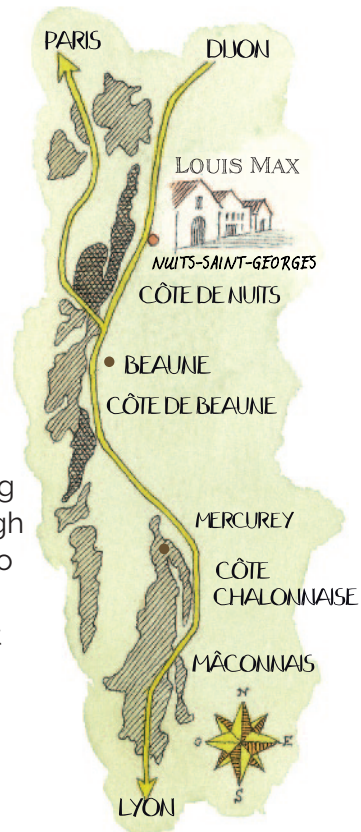 PARIS
DIJON
LOUIS MAX
NUITS-SAINT-GEORGES
CÔTE DE NUITS
BEAUNE
CÔTE DE BEAUNE
g
gh
MERCUREY
o
CÔTE
CHALONNAISE
MÂCONNAIS
N
O E
S
LYON